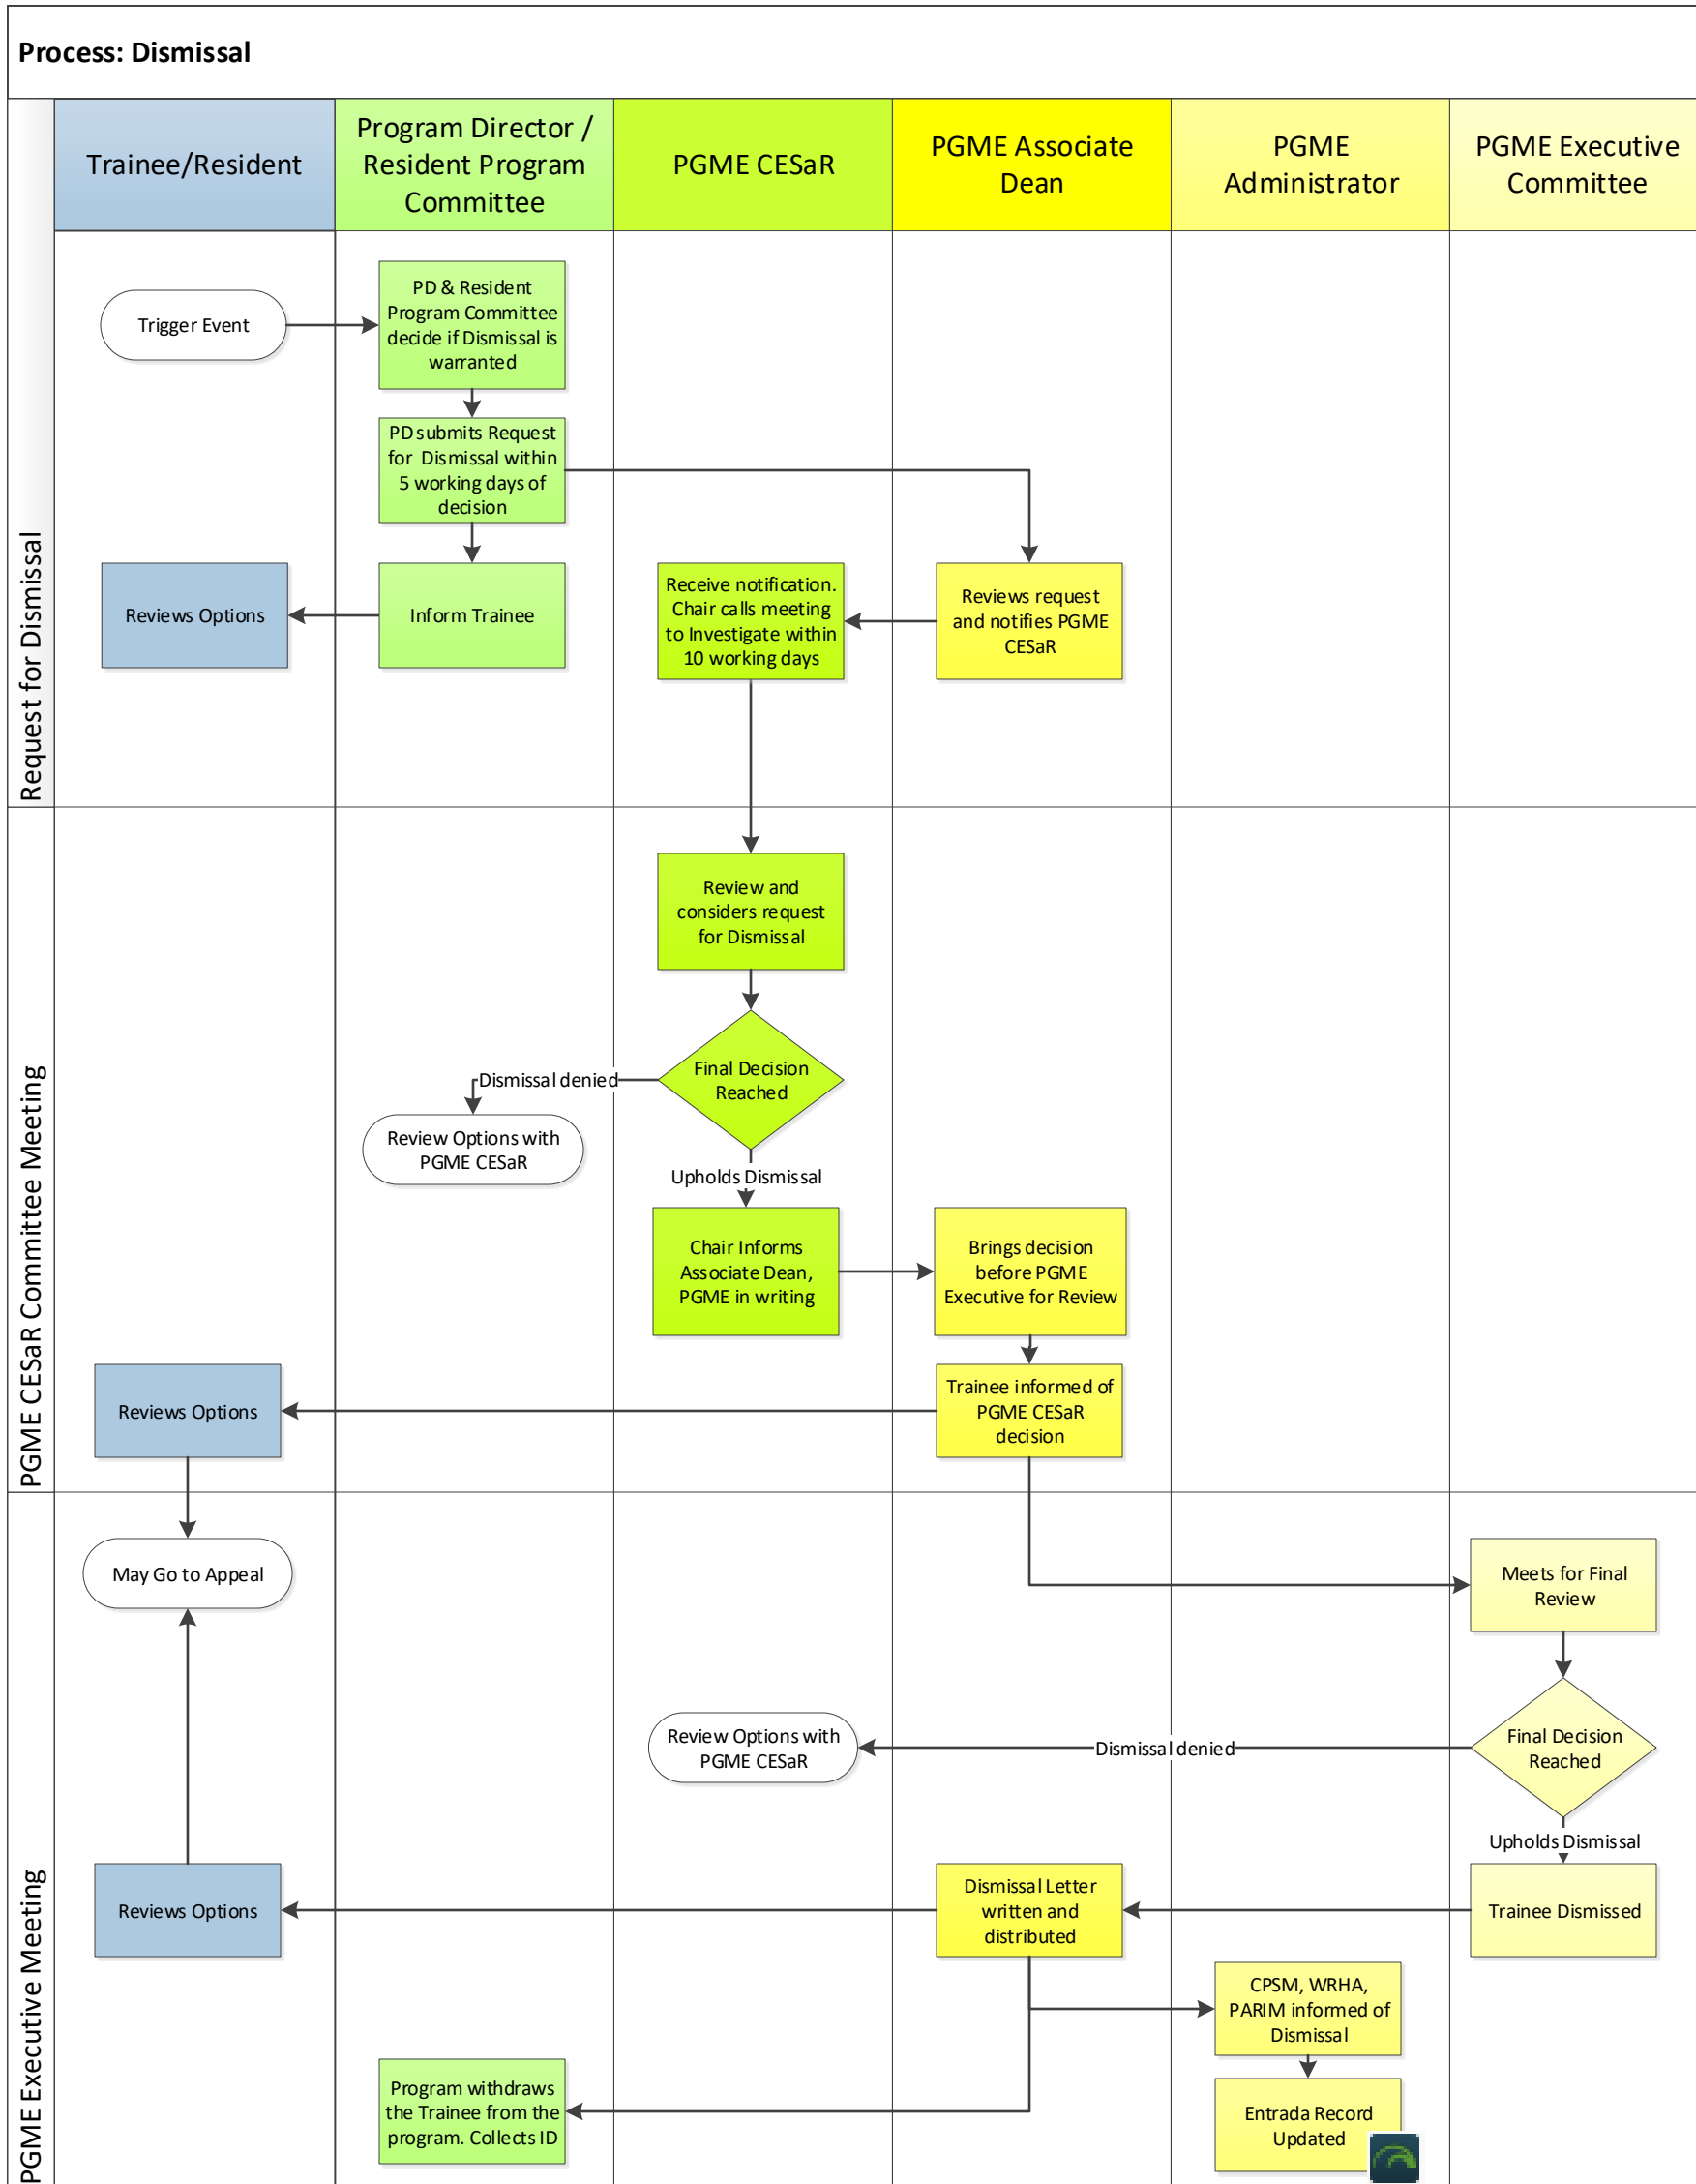 Process: Dismissal
Trainee/Resident
Program Director /
Resident Program
Committee
PGME CESaR
PGME Associate
Dean
PGME
Administrator
PGME Executive
Committee
Request for Dismissal
Trigger Event
PD & Resident
Program Committee
decide if Dismissal is
warranted
PD submits Request
for Dismissal within
5 working days of
decision
Reviews Options
Inform Trainee
Receive notification.
Chair calls meeting
to Investigate within
10 working days
Reviews request
and notifies PGME
CESaR
PGME CESaR Committee Meeting
Review and
considers request
for Dismissal
Final Decision
Reached
Dismissal denied
Review Options with
PGME CESaR
Upholds Dismissal
Chair Informs
Associate Dean,
PGME in writing
Brings decision
before PGME
Executive for Review
Trainee informed of
PGME CESaR
decision
Reviews Options
PGME Executive Meeting
May Go to Appeal
Meets for Final
Review
Final Decision
Reached
Dismissal denied
Review Options with
PGME CESaR
Upholds Dismissal
Trainee Dismissed
Dismissal Letter
written and
distributed
Reviews Options
CPSM, WRHA,
PARIM informed of
Dismissal
Program withdraws
the Trainee from the
program. Collects ID
Entrada Record
Updated